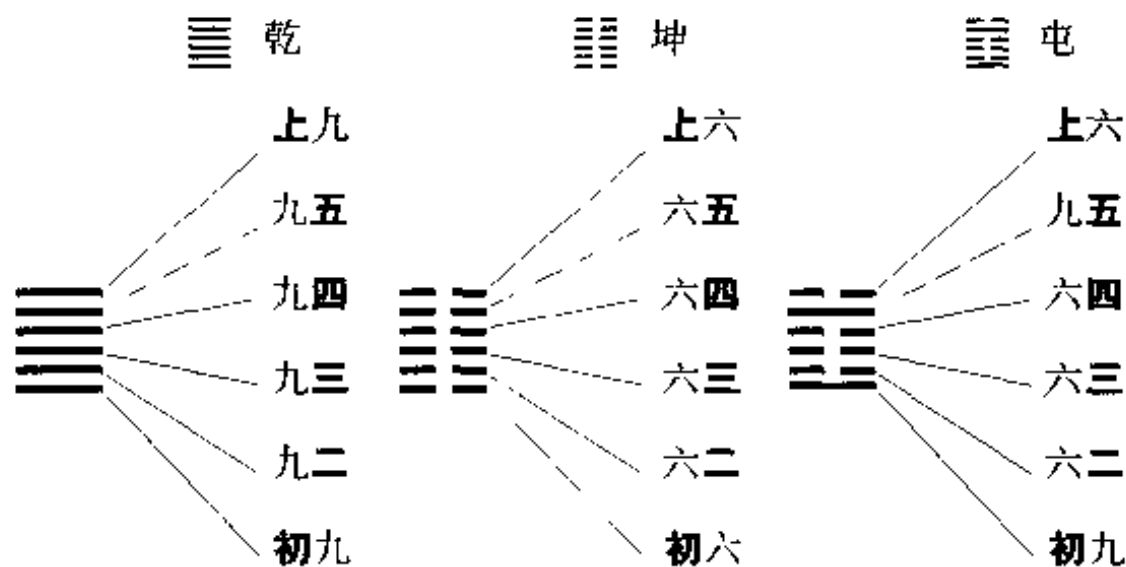 乾 坤 屯
上九 上六 上六
九五 六五 九五
九四 六四 六四
九三 六三 六三
九二 六二 六二
初九 初六 初九